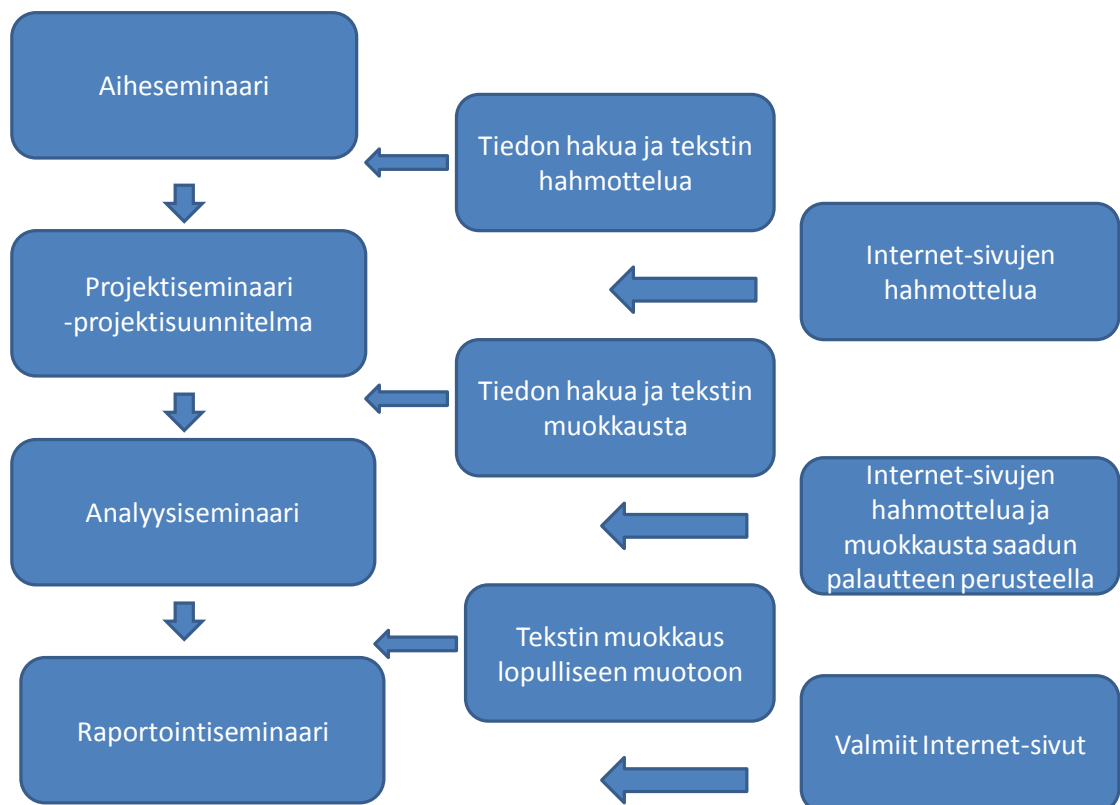 Aiheseminaari
Tiedon hakua ja tekstin
hahmottelua
Internet-sivujen
hahmottelua
Projektiseminaari
-projektisuunnitelma
Tiedon hakua ja tekstin
muokkausta
Analyysiseminaari
Internet-sivujen
hahmottelua ja
muokkausta saadun
palautteen perusteella
Tekstin muokkaus
lopulliseen muotoon
Raportointiseminaari
Valmiit Internet-sivut